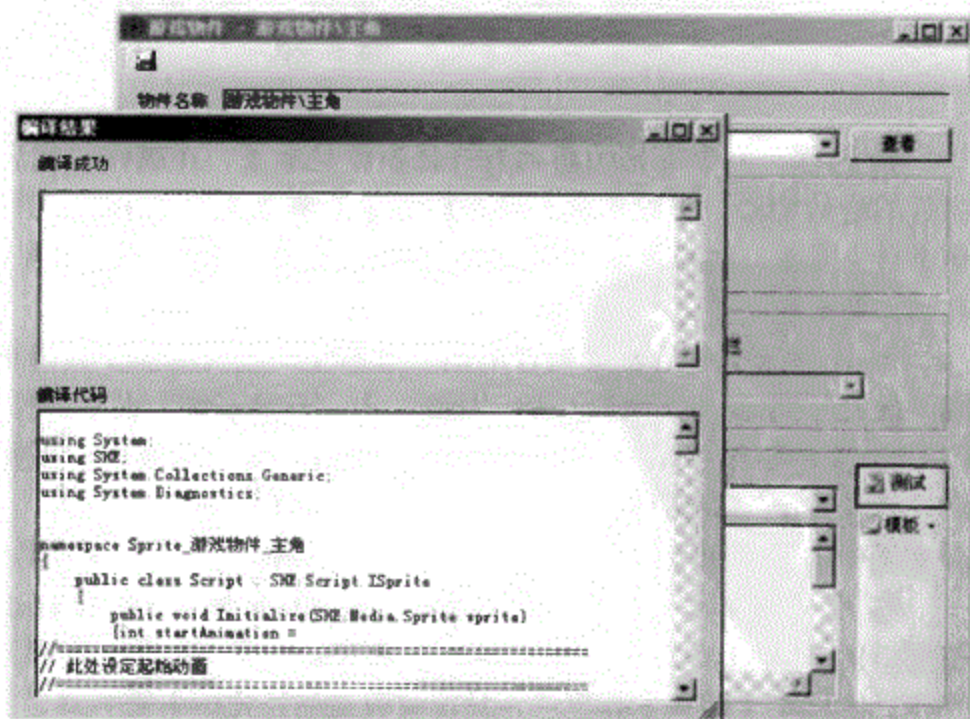 游戏物件 - 游戏物件\主角
物件名称 游戏物件\主角
编译结果
查看
编译成功
编译代码
using System;
using SME;
using System.Collections.Generic;
using System.Diagnostics;
测试
模板
namespace Sprite_游戏物件_主角
{
public class Script : SME.Script.ISprite
{
public void Initialize(SME.Media.Sprite sprite)
{int startAnimation =
//==================================================
// 此处设定起始动画
//==================================================